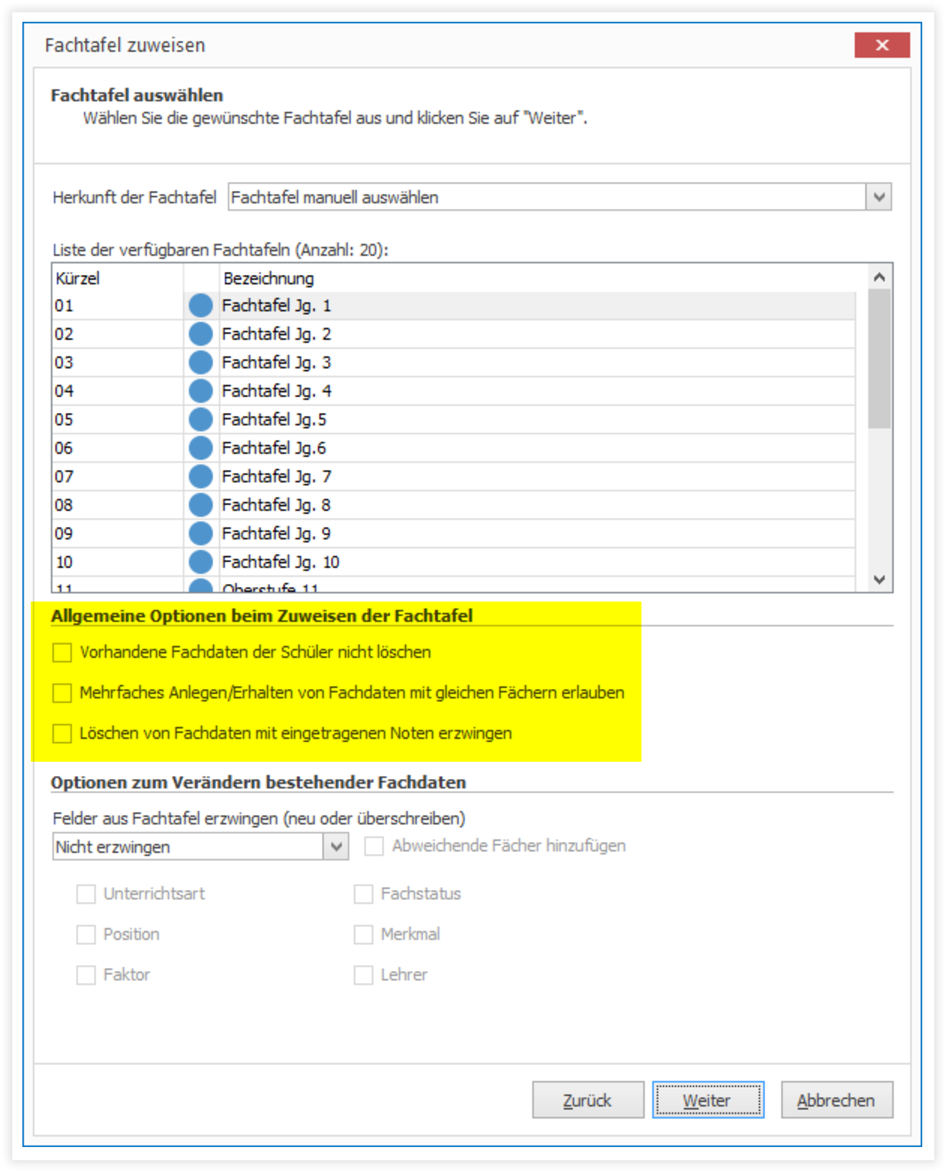 Fachtafel zuweisen
Fachtafel auswählen
Wählen Sie die gewünschte Fachtafel aus und klicken Sie auf "Weiter".
Herkunft der Fachtafel Fachtafel manuell auswählen
Liste der verfügbaren Fachtafeln (Anzahl: 20):
Kürzel Bezeichnung
01 Fachtafel Jg. 1
02 Fachtafel Jg. 2
03 Fachtafel Jg. 3
04 Fachtafel Jg. 4
05 Fachtafel Jg.5
06 Fachtafel Jg.6
07 Fachtafel Jg. 7
08 Fachtafel Jg. 8
09 Fachtafel Jg. 9
10 Fachtafel Jg. 10
11 Oberstufe 11
Allgemeine Optionen beim Zuweisen der Fachtafel
Vorhandene Fachdaten der Schüler nicht löschen
Mehrfaches Anlegen/Erhalten von Fachdaten mit gleichen Fächern erlauben
Löschen von Fachdaten mit eingetragenen Noten erzwingen
Optionen zum Verändern bestehender Fachdaten
Felder aus Fachtafel erzwingen (neu oder überschreiben)
Nicht erzwingen Abweichende Fächer hinzufügen
Unterrichtsart Fachstatus
Position Merkmal
Faktor Lehrer
Zurück Weiter Abbrechen